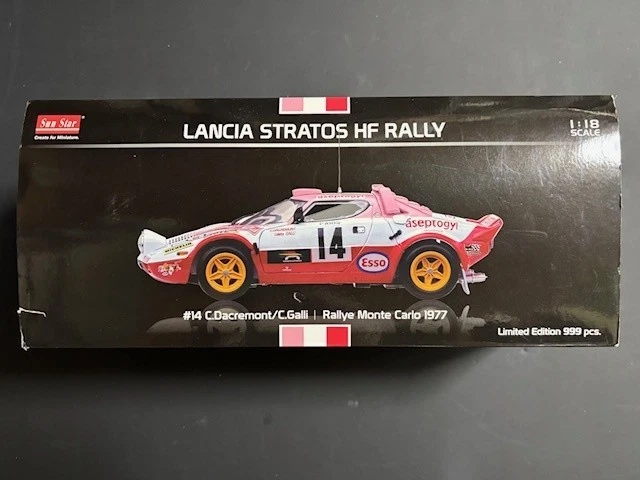 Sun Star
Create for Miniature.
LANCIA STRATOS HF RALLY
1:18
SCALE
aseptogyl
aseptogyl
14
Esso
#14 C.Dacremont/C.Galli | Rallye Monte Carlo 1977
Limited Edition 999 pcs.